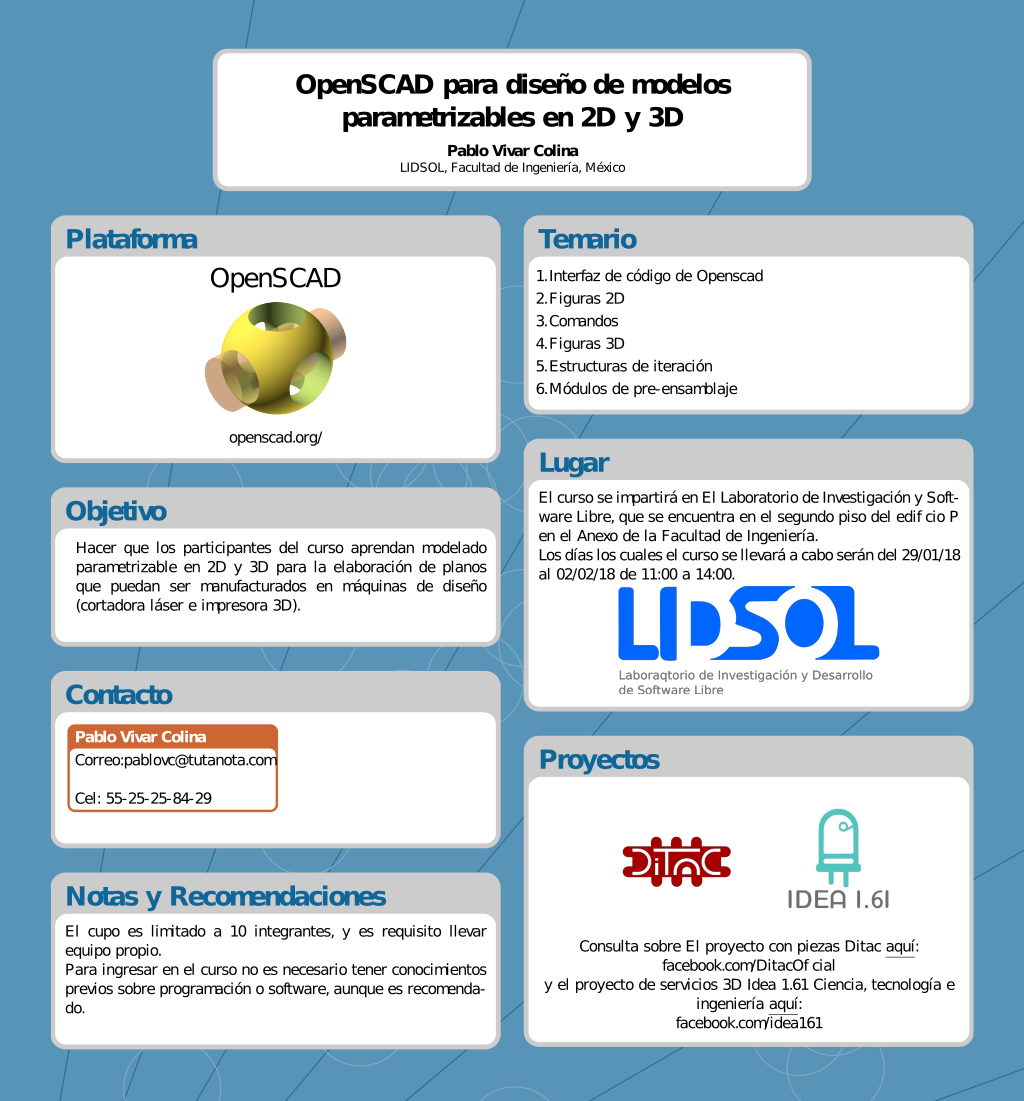 OpenSCAD para diseño de modelos
parametrizables en 2D y 3D
Pablo Vivar Colina
LIDSOL, Facultad de Ingeniería, México
Plataforma
OpenSCAD
openscad.org/
Objetivo
Hacer que los participantes del curso aprendan modelado
parametrizable en 2D y 3D para la elaboración de planos
que puedan ser manufacturados en máquinas de diseño
(cortadora láser e impresora 3D).
Contacto
Pablo Vivar Colina
Correo:pablovc@tutanota.com
Cel: 55-25-25-84-29
Notas y Recomendaciones
El cupo es limitado a 10 integrantes, y es requisito llevar
equipo propio.
Para ingresar en el curso no es necesario tener conocimientos
previos sobre programación o software, aunque es recomenda-
do.
Temario
1.Interfaz de código de Openscad
2.Figuras 2D
3.Comandos
4.Figuras 3D
5.Estructuras de iteración
6.Módulos de pre-ensamblaje
Lugar
El curso se impartirá en El Laboratorio de Investigación y Soft-
ware Libre, que se encuentra en el segundo piso del edif cio P
en el Anexo de la Facultad de Ingeniería.
Los días los cuales el curso se llevará a cabo serán del 29/01/18
al 02/02/18 de 11:00 a 14:00.
LIDSOL
Laboraqtorio de Investigación y Desarrollo
de Software Libre
Proyectos
DiTAC
IDEA 1.61
Consulta sobre El proyecto con piezas Ditac aquí:
facebook.com/DitacOf cial
y el proyecto de servicios 3D Idea 1.61 Ciencia, tecnología e
ingeniería aquí:
facebook.com/idea161